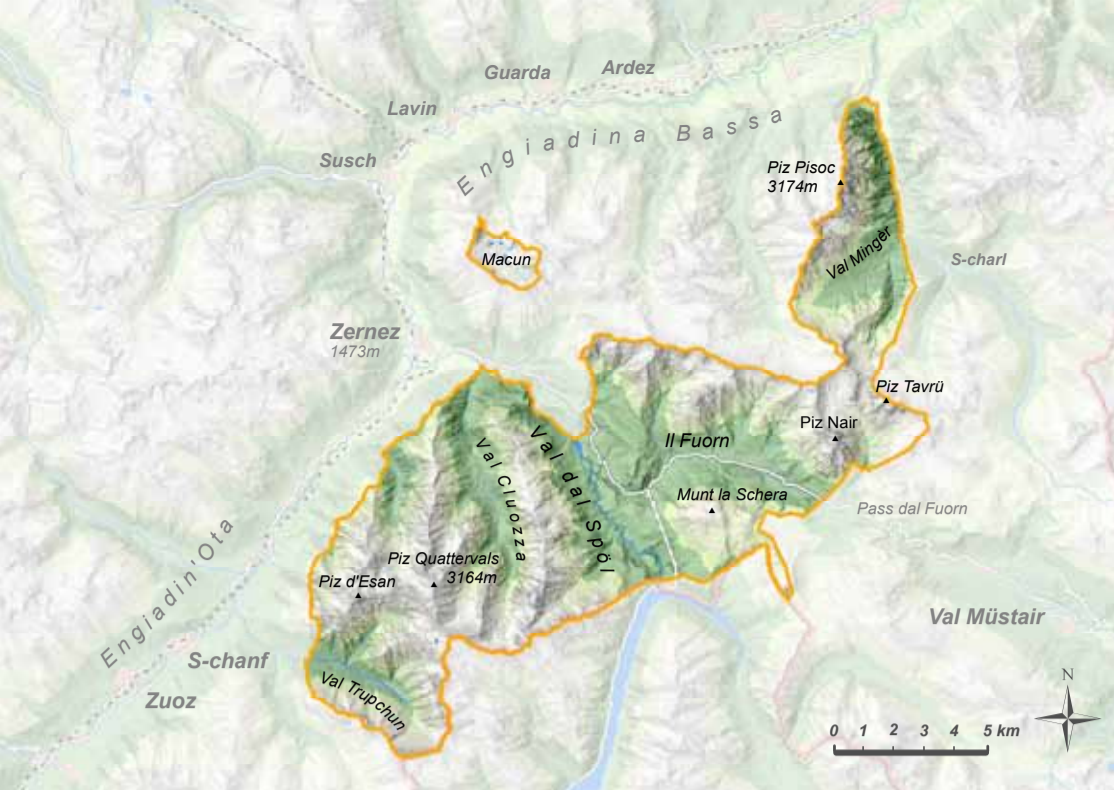 Guarda
Ardez
Lavin
Engiadina Bassa
Susch
Piz Pisoc
3174m
Val Mingèr
Macun
S-charl
Zernez
1473m
Piz Tavrü
Piz Nair
Il Fuorn
Val Cluozza
Val dal Spöl
Munt la Schera
Pass dal Fuorn
Engiadin'Ota
Piz Quattervals
3164m
Piz d'Esan
Val Müstair
S-chanf
Val Trupchun
Zuoz
N
0 1 2 3 4 5 km